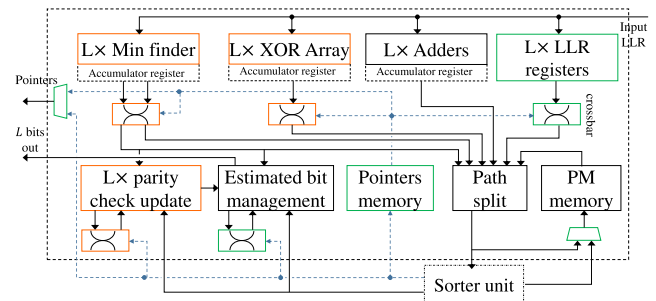 Input
LLR
L× Min finder
L× XOR Array
L× Adders
L× LLR
registers
Accumulator register
Accumulator register
Accumulator register
Pointers
crossbar
L bits
out
L× parity
check update
Estimated bit
management
Pointers
memory
Path
split
PM
memory
Sorter unit